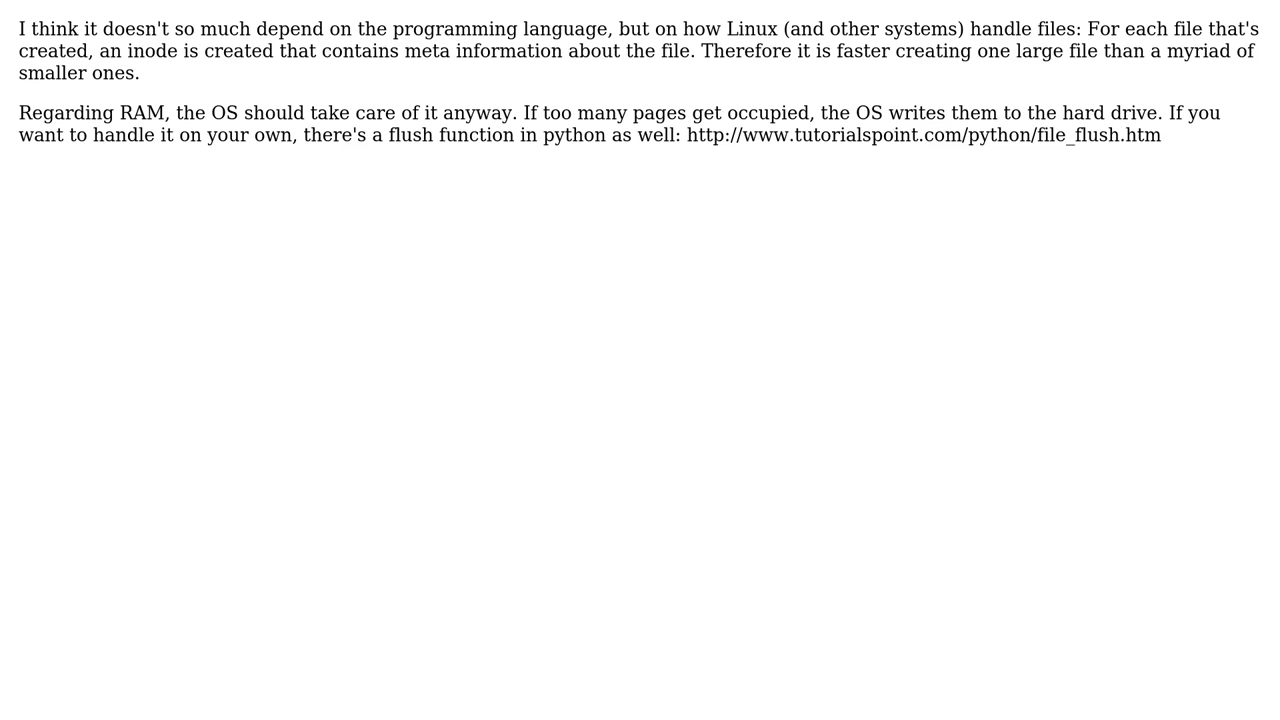 I think it doesn't so much depend on the programming language, but on how Linux (and other systems) handle files: For each file that's
created, an inode is created that contains meta information about the file. Therefore it is faster creating one large file than a myriad of
smaller ones.
Regarding RAM, the OS should take care of it anyway. If too many pages get occupied, the OS writes them to the hard drive. If you
want to handle it on your own, there's a flush function in python as well: http://www.tutorialspoint.com/python/file_flush.htm